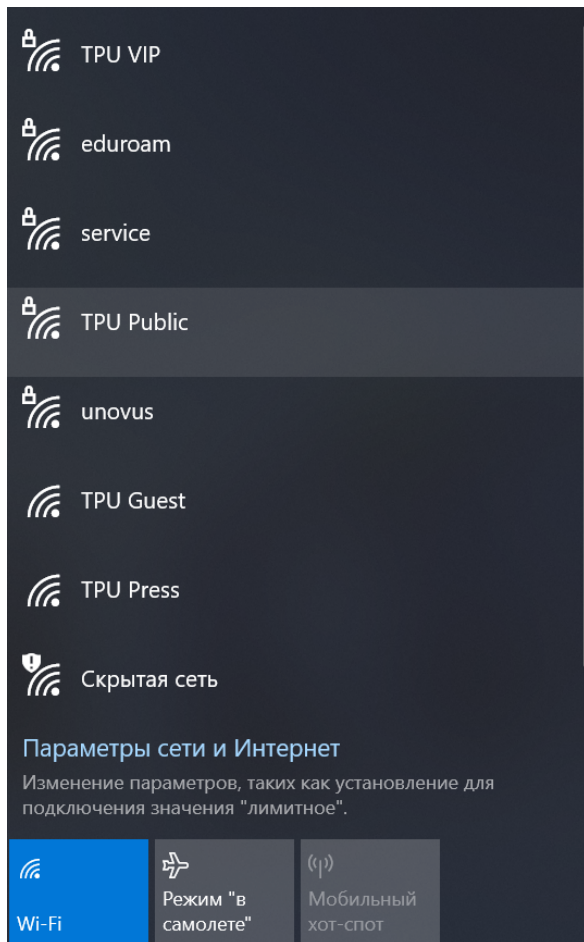 TPU VIP
eduroam
service
TPU Public
unovus
TPU Guest
TPU Press
Скрытая сеть
Параметры сети и Интернет
Изменение параметров, таких как установление для
подключения значения "лимитное".
Wi-Fi
Режим "в
самолете"
Мобильный
хот-спот